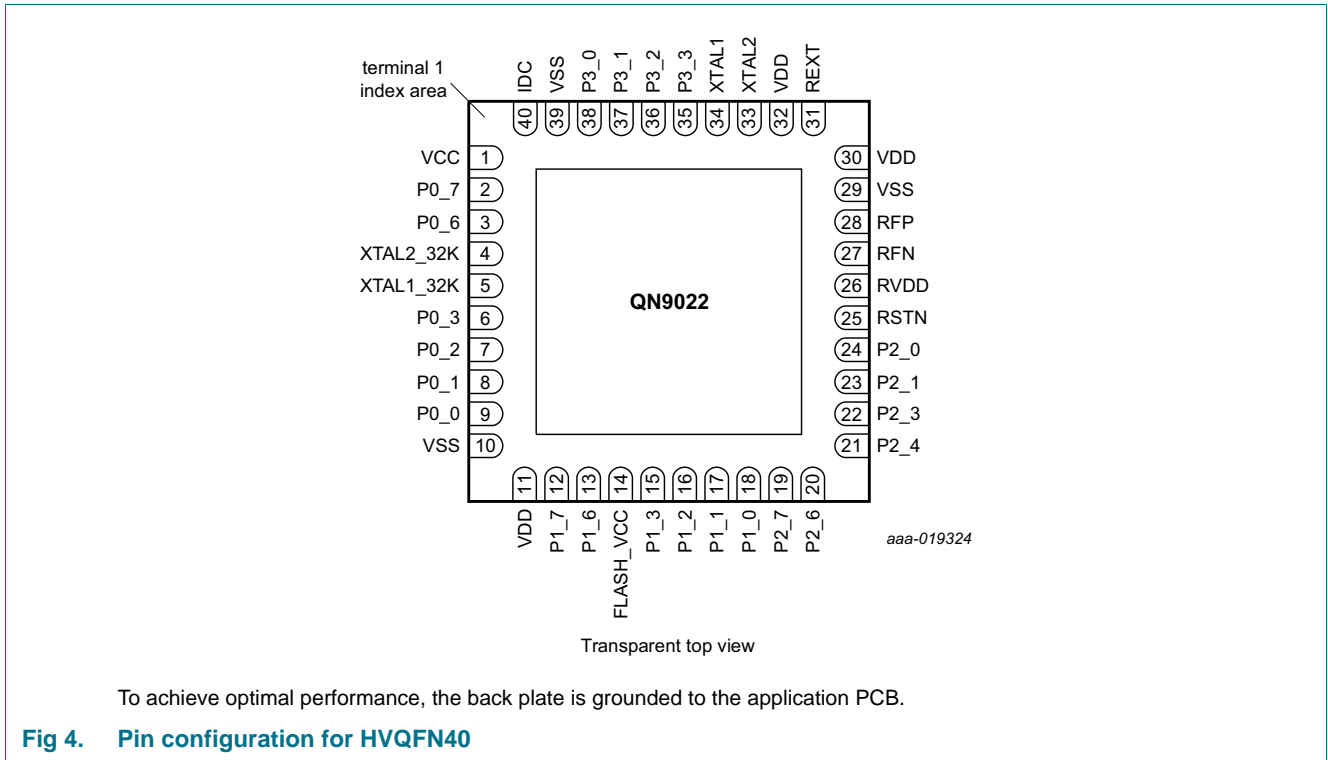 terminal 1
index area
IDC
VSS
P3_0
P3_1
P3_2
P3_3
XTAL1
XTAL2
VDD
REXT
40
39
38
37
36
35
34
33
32
31
VCC 1
P0_7 2
P0_6 3
XTAL2_32K 4
XTAL1_32K 5
P0_3 6
P0_2 7
P0_1 8
P0_0 9
VSS 10
QN9022
30 VDD
29 VSS
28 RFP
27 RFN
26 RVDD
25 RSTN
24 P2_0
23 P2_1
22 P2_3
21 P2_4
11
12
13
14
15
16
17
18
19
20
VDD
P1_7
P1_6
FLASH_VCC
P1_3
P1_2
P1_1
P1_0
P2_7
P2_6
aaa-019324
Transparent top view
To achieve optimal performance, the back plate is grounded to the application PCB.
Fig 4. Pin configuration for HVQFN40